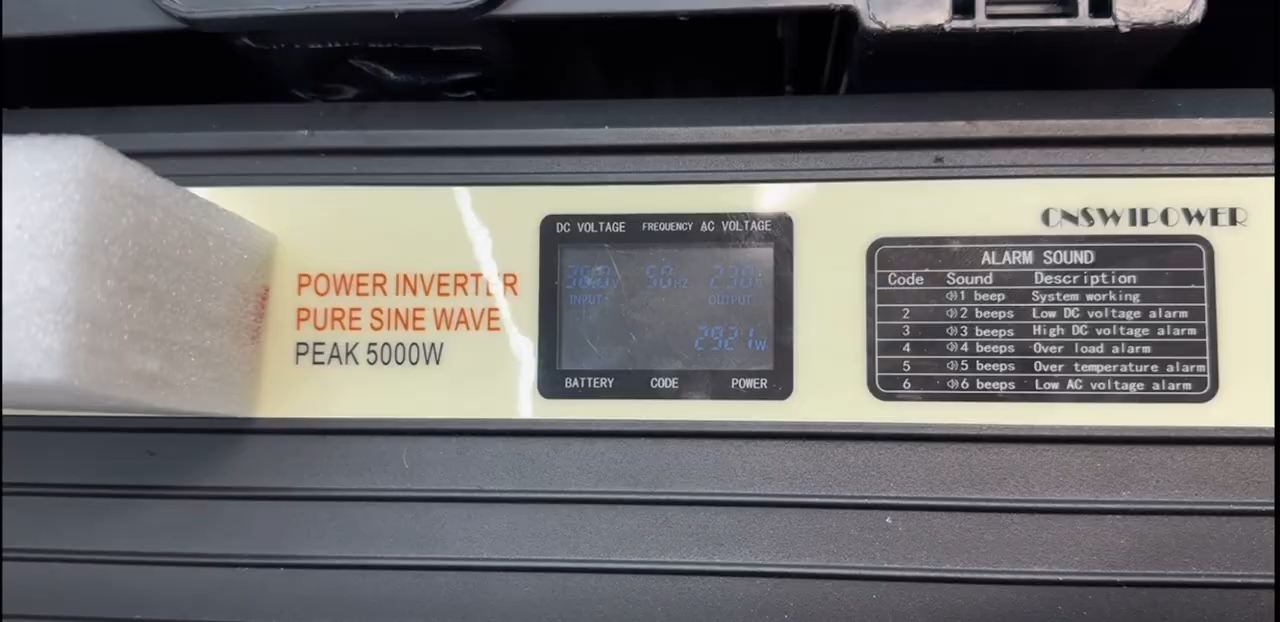 CNSWIPOWER
POWER INVERTER
PURE SINE WAVE
PEAK 5000W
DC VOLTAGE FREQUENCY AC VOLTAGE
50HZ 230V
INPUT OUTPUT
W
BATTERY CODE POWER
ALARM SOUND
Code Sound Description
1 beep System working
2 2 beeps Low DC voltage alarm
3 3 beeps High DC voltage alarm
4 4 beeps Over load alarm
5 5 beeps Over temperature alarm
6 6 beeps Low AC voltage alarm